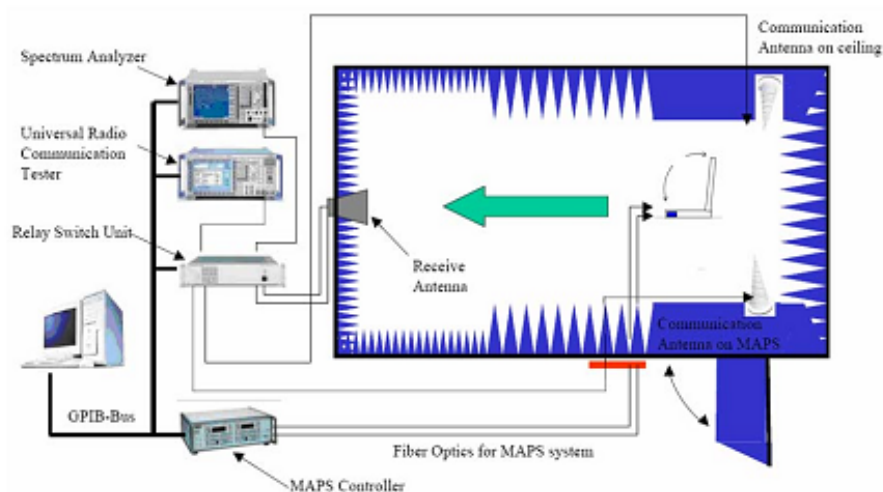 Communication
Antenna on ceiling
Spectrum Analyzer
Universal Radio
Communication
Tester
Relay Switch Unit
Receive
Antenna
Communication
Antenna on MAPS
GPIB-Bus
Fiber Optics for MAPS system
MAPS Controller